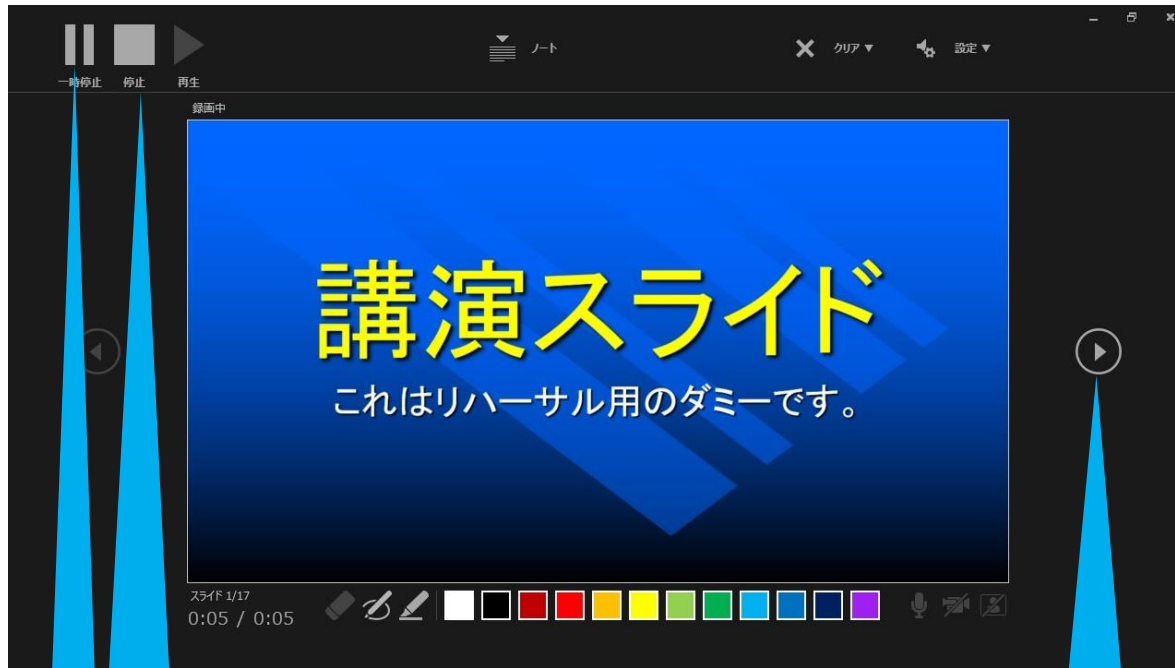 一時停止 停止 再生
ノート
クリア▼
設定▼
録画中
講演スライド
これはリハーサル用のダミーです。
スライド 1/17
0:05 / 0:05